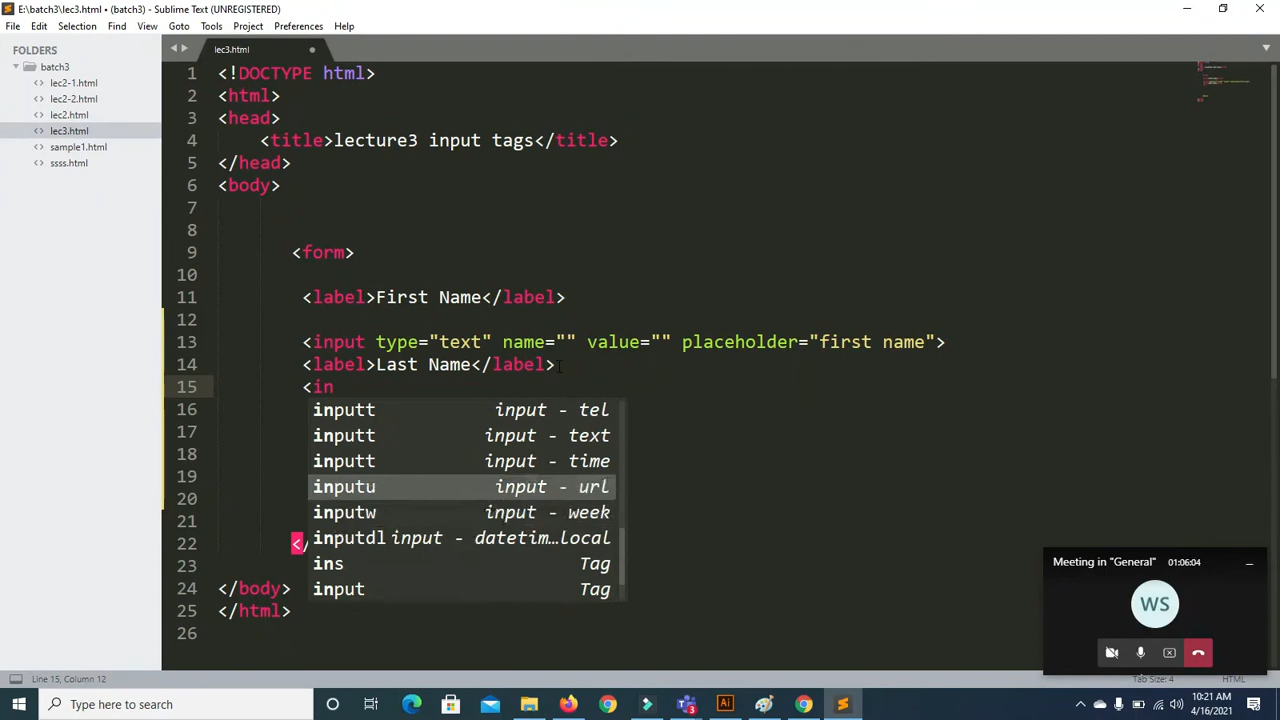 E:\batch3\lec3.html • (batch3) - Sublime Text (UNREGISTERED)
File Edit Selection Find View Goto Tools Project Preferences Help
FOLDERS
batch3
lec2-1.html
lec2-2.html
lec2.html
lec3.html
sample1.html
ssss.html
lec3.html
1 <!DOCTYPE html>
2 <html>
3 <head>
4 <title>lecture3 input tags</title>
5 </head>
6 <body>
7
8
9 <form>
10
11 <label>First Name</label>
12
13 <input type="text" name="" value="" placeholder="first name">
14 <label>Last Name</label>
15 <in
16
17
18
19
20
21
22 </
23
24 </body>
25 </html>
26
inputt input - tel
inputt input - text
inputt input - time
inputu input - url
inputw input - week
inputdl input - datetim…local
ins Tag
input Tag
Meeting in "General" 01:06:04
WS
Line 15, Column 12
Tab Size: 4
HTML
Type here to search
10:21 AM
4/16/2021